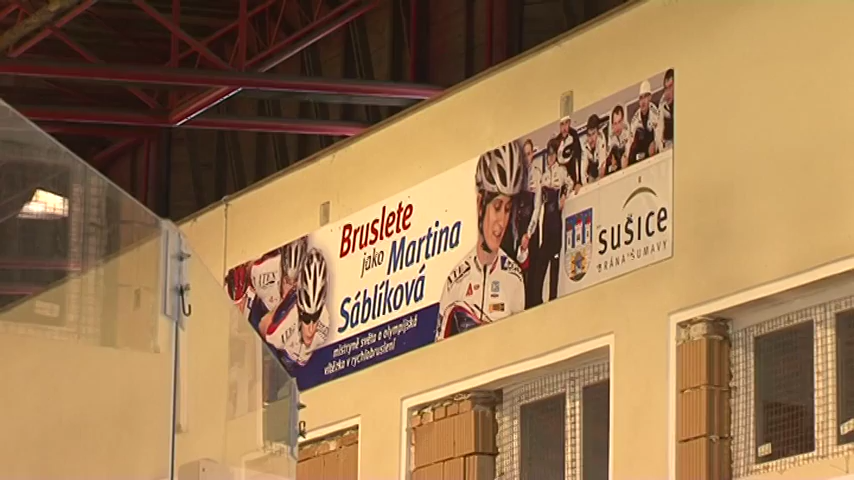 Bruslete
jako Martina
Sáblíková
mistryně světa a olympijská
vítězka v rychlobruslení
sušice
BRÁNA ŠUMAVY